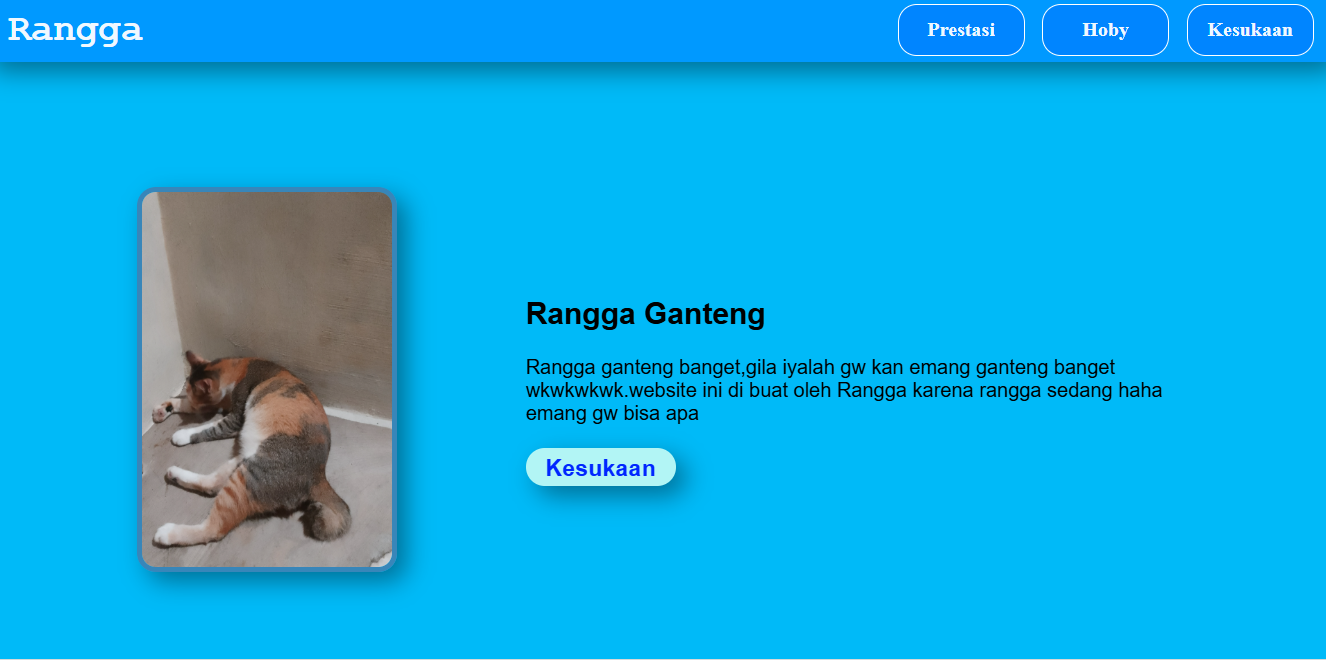 Rangga
Prestasi
Hoby
Kesukaan
Rangga Ganteng
Rangga ganteng banget,gila iyalah gw kan emang ganteng banget
wkwkwkwk.website ini di buat oleh Rangga karena rangga sedang haha
emang gw bisa apa
Kesukaan